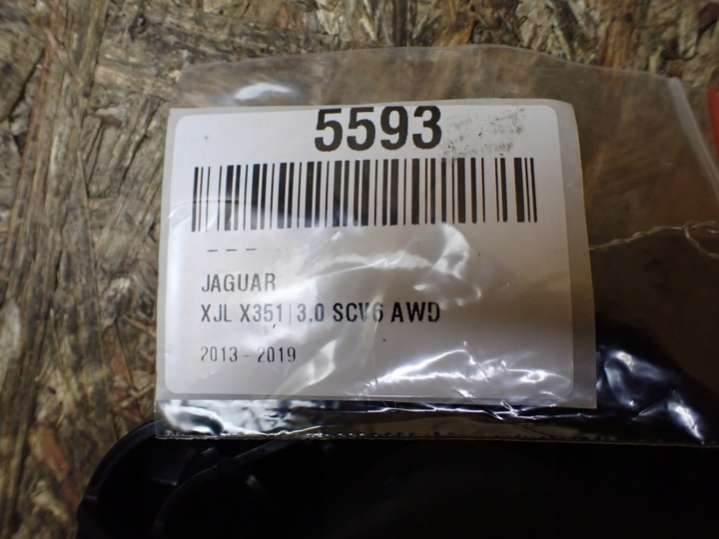 5593
– – –
JAGUAR
XJL X351|3.0 SCV6 AWD
2013 - 2019